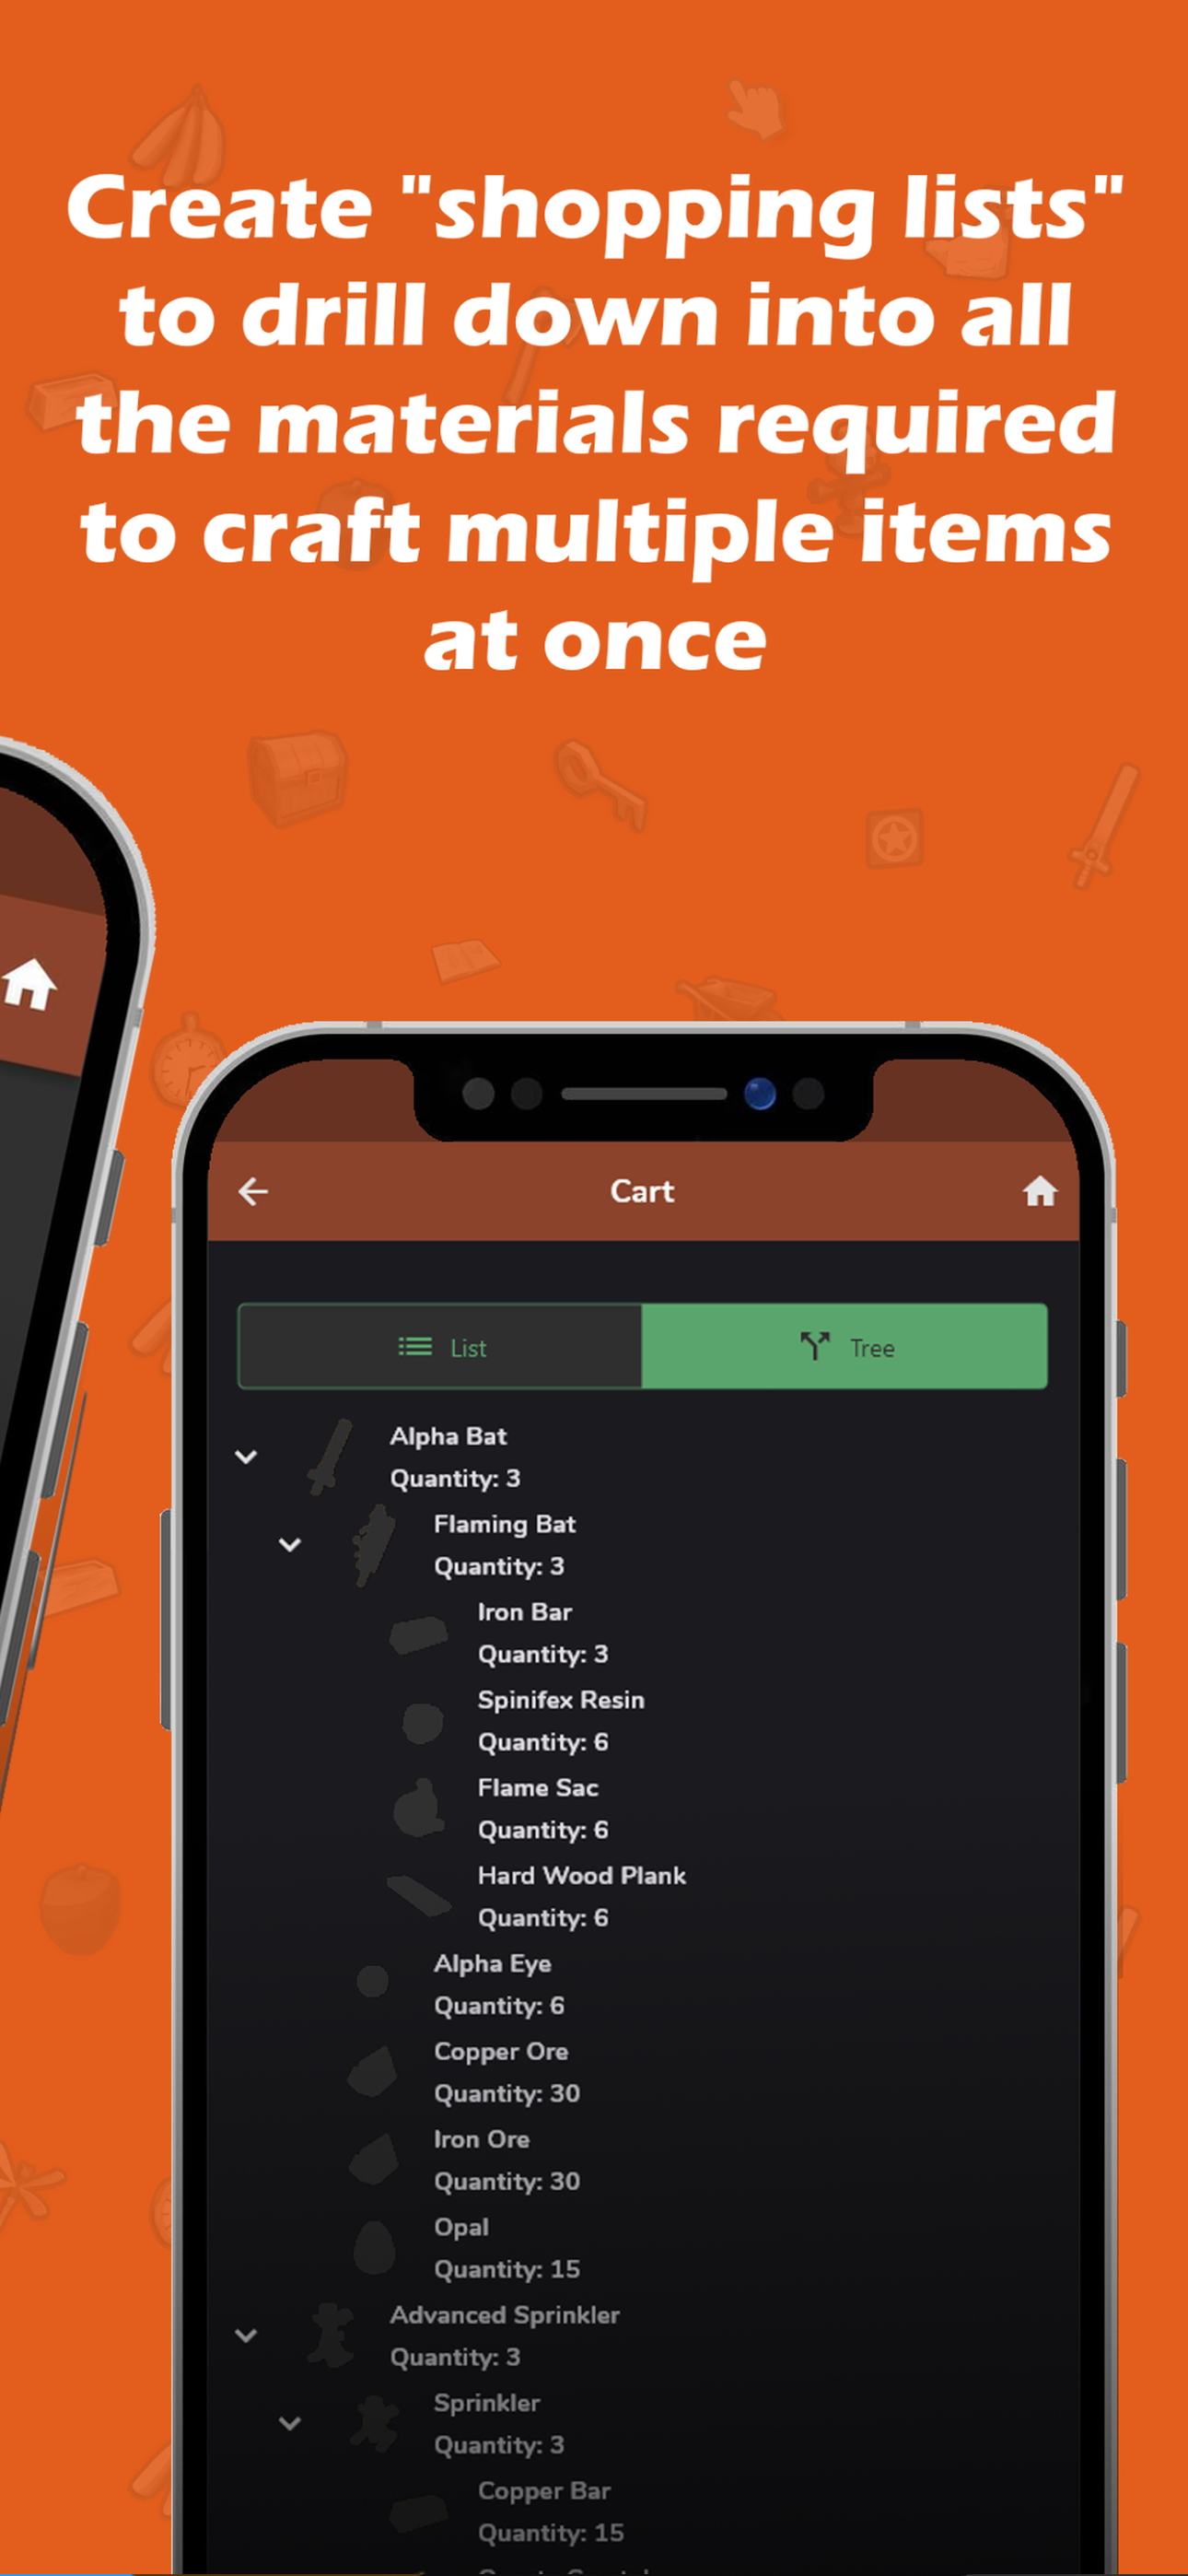 Create "shopping lists"
to drill down into all
the materials required
to craft multiple items
at once
Cart
List
Tree
Alpha Bat
Quantity: 3
Flaming Bat
Quantity: 3
Iron Bar
Quantity: 3
Spinifex Resin
Quantity: 6
Flame Sac
Quantity: 6
Hard Wood Plank
Quantity: 6
Alpha Eye
Quantity: 6
Copper Ore
Quantity: 30
Iron Ore
Quantity: 30
Opal
Quantity: 15
Advanced Sprinkler
Quantity: 3
Sprinkler
Quantity: 3
Copper Bar
Quantity: 15